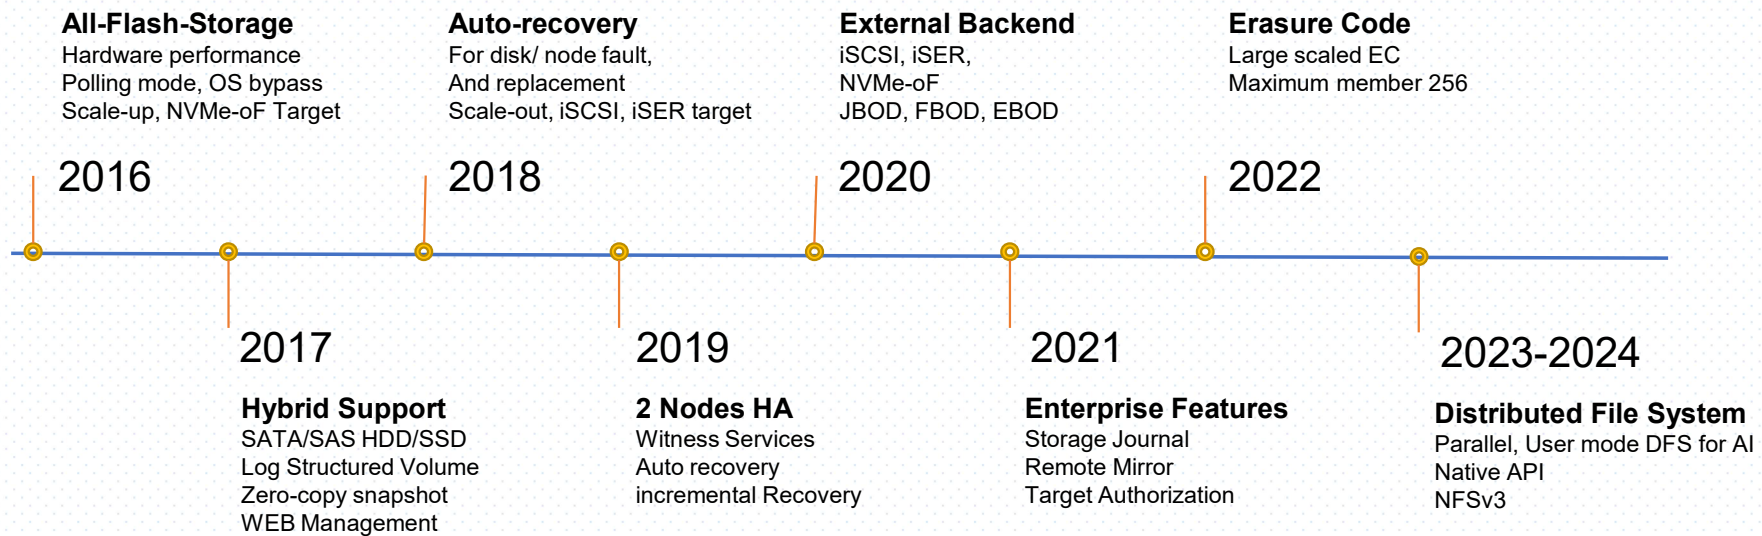 All-Flash-Storage
Hardware performance
Polling mode, OS bypass
Scale-up, NVMe-oF Target
2016
Auto-recovery
For disk/ node fault,
And replacement
Scale-out, iSCSI, iSER target
2018
External Backend
iSCSI, iSER,
NVMe-oF
JBOD, FBOD, EBOD
2020
Erasure Code
Large scaled EC
Maximum member 256
2022
2017
Hybrid Support
SATA/SAS HDD/SSD
Log Structured Volume
Zero-copy snapshot
WEB Management
2019
2 Nodes HA
Witness Services
Auto recovery
incremental Recovery
2021
Enterprise Features
Storage Journal
Remote Mirror
Target Authorization
2023-2024
Distributed File System
Parallel, User mode DFS for AI
Native API
NFSv3